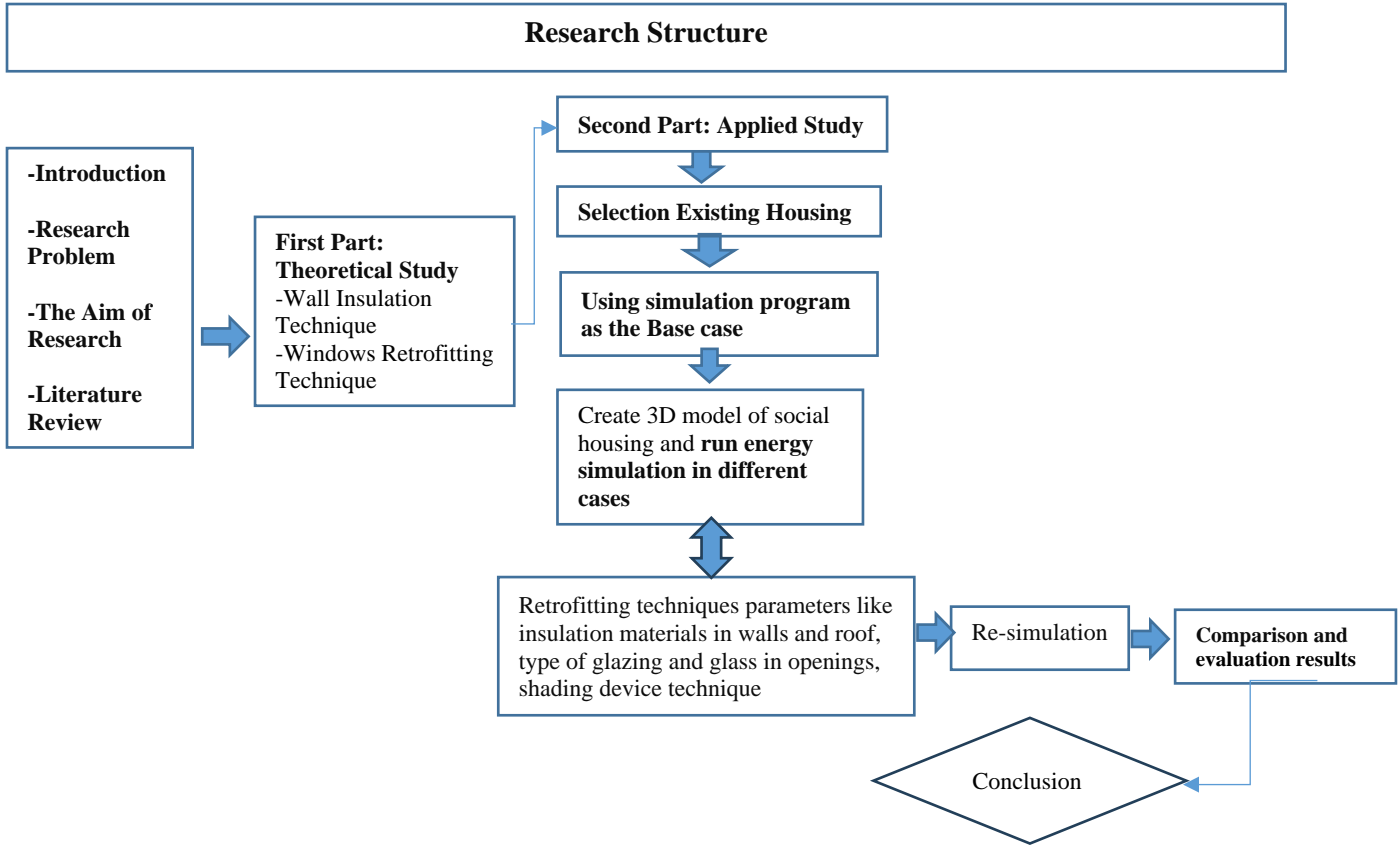 Research Structure
-Introduction
-Research
Problem
-The Aim of
Research
-Literature
Review
First Part:
Theoretical Study
-Wall Insulation
Technique
-Windows Retrofitting
Technique
Second Part: Applied Study
Selection Existing Housing
Using simulation program
as the Base case
Create 3D model of social
housing and run energy
simulation in different
cases
Retrofitting techniques parameters like
insulation materials in walls and roof,
type of glazing and glass in openings,
shading device technique
Re-simulation
Comparison and
evaluation results
Conclusion